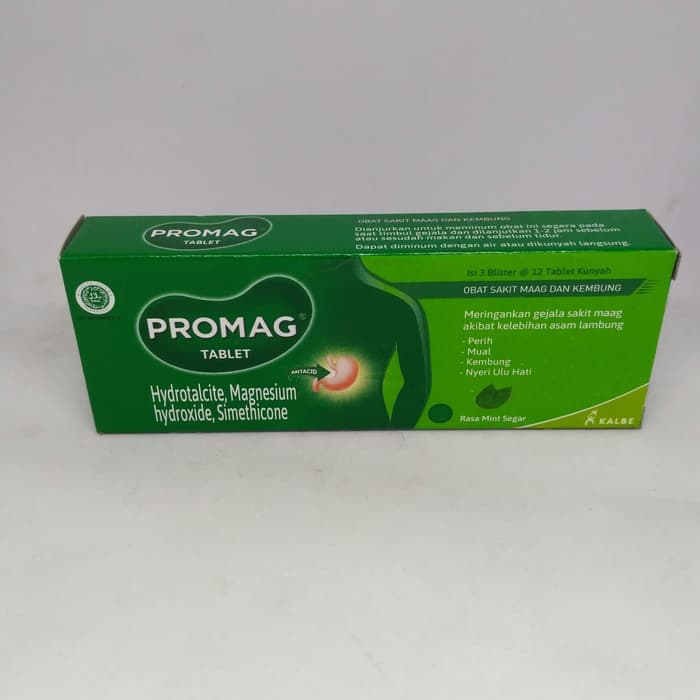 PROMAG
TABLET
OBAT SAKIT MAAG DAN KEMBUNG
Dianjurkan untuk meminum obat ini segera pada
saat timbul gejala dan dilanjutkan 1-2 jam sebelum
atau sesudah makan dan sebelum tidur.
Dapat diminum dengan air atau dikunyah langsung.
Isi 3 Blister @ 12 Tablet Kunyah
OBAT SAKIT MAAG DAN KEMBUNG
PROMAG®
TABLET
ANTACID
Hydrotalcite, Magnesium
hydroxide, Simethicone
Meringankan gejala sakit maag
akibat kelebihan asam lambung
- Perih
- Mual
- Kembung
- Nyeri Ulu Hati
Rasa Mint Segar
KALBE